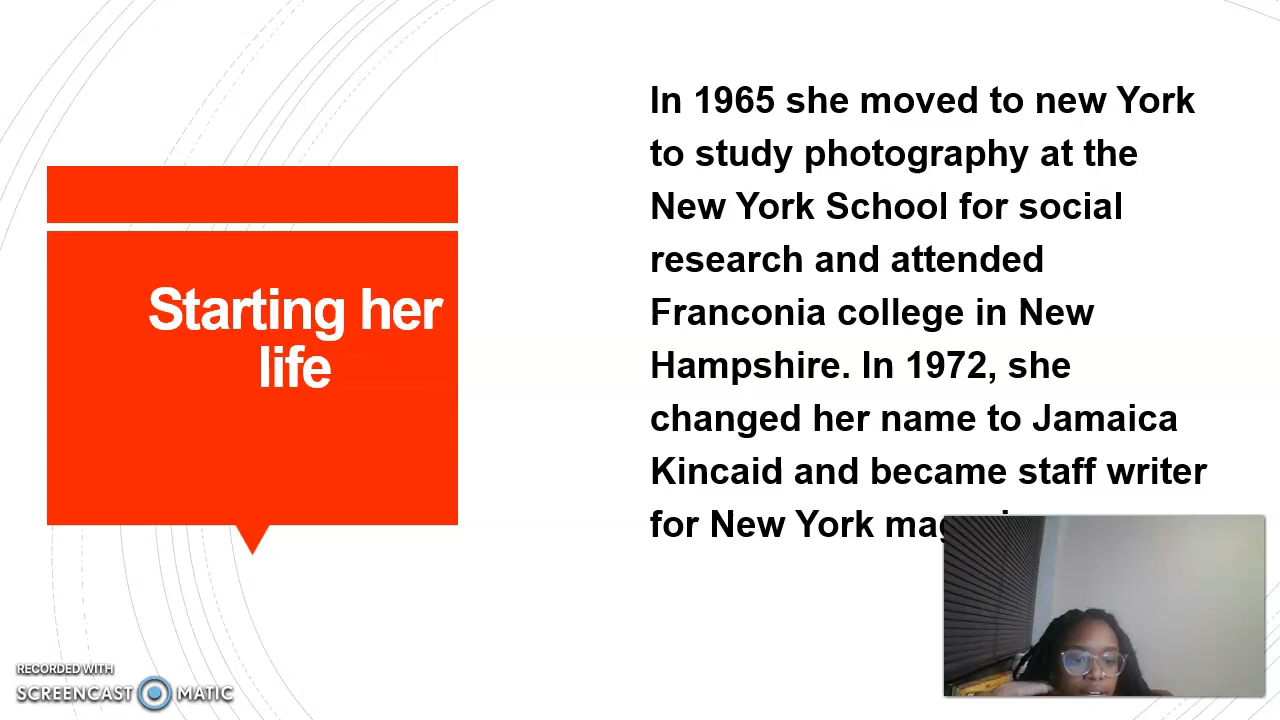 Starting her
life
In 1965 she moved to new York
to study photography at the
New York School for social
research and attended
Franconia college in New
Hampshire. In 1972, she
changed her name to Jamaica
Kincaid and became staff writer
for New York
RECORDED WITH
SCREENCAST MATIC